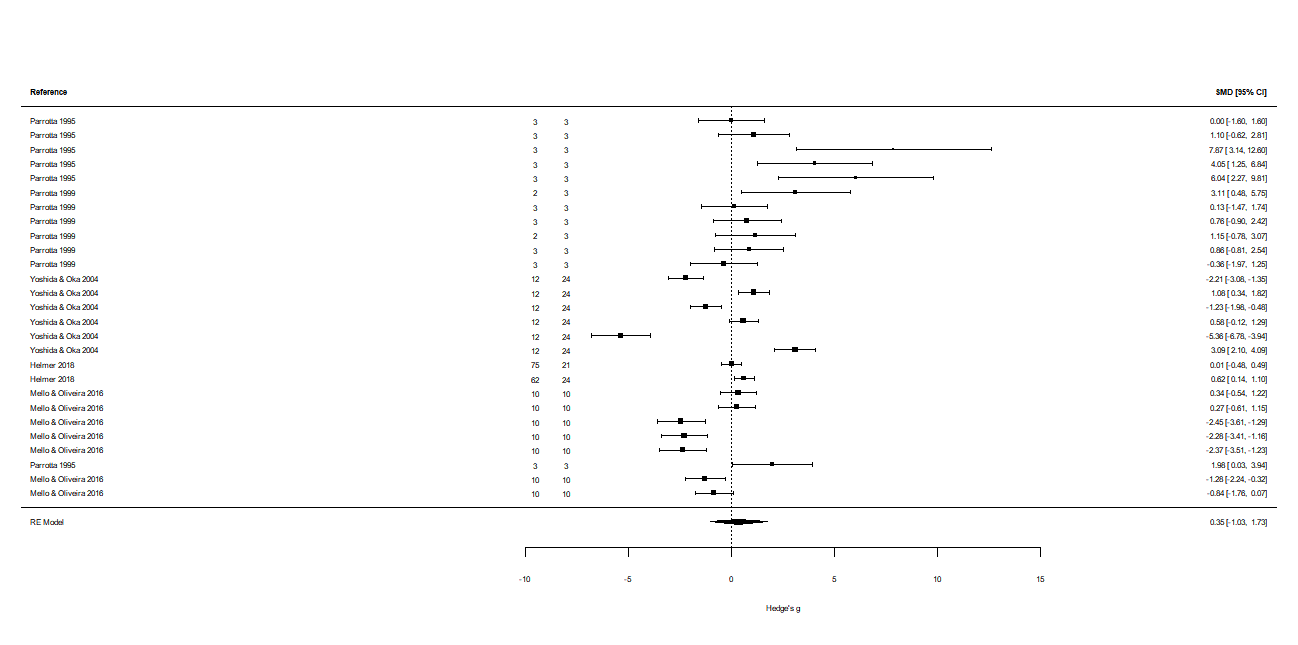 Reference SMD [95% CI]
Parrotta 1995 3 3 0.00 [-1.60, 1.60]
Parrotta 1995 3 3 1.10 [-0.62, 2.81]
Parrotta 1995 3 3 7.87 [ 3.14, 12.60]
Parrotta 1995 3 3 4.05 [ 1.25, 6.84]
Parrotta 1995 3 3 6.04 [ 2.27, 9.81]
Parrotta 1999 2 3 3.11 [ 0.48, 5.75]
Parrotta 1999 3 3 0.13 [-1.47, 1.74]
Parrotta 1999 3 3 0.76 [-0.90, 2.42]
Parrotta 1999 2 3 1.15 [-0.78, 3.07]
Parrotta 1999 3 3 0.86 [-0.81, 2.54]
Parrotta 1999 3 3 -0.36 [-1.97, 1.25]
Yoshida & Oka 2004 12 24 -2.21 [-3.08, -1.35]
Yoshida & Oka 2004 12 24 1.08 [ 0.34, 1.82]
Yoshida & Oka 2004 12 24 -1.23 [-1.98, -0.48]
Yoshida & Oka 2004 12 24 0.58 [-0.12, 1.29]
Yoshida & Oka 2004 12 24 -5.36 [-6.78, -3.94]
Yoshida & Oka 2004 12 24 3.09 [ 2.10, 4.09]
Helmer 2018 75 21 0.01 [-0.48, 0.49]
Helmer 2018 62 24 0.62 [ 0.14, 1.10]
Mello & Oliveira 2016 10 10 0.34 [-0.54, 1.22]
Mello & Oliveira 2016 10 10 0.27 [-0.61, 1.15]
Mello & Oliveira 2016 10 10 -2.45 [-3.61, -1.29]
Mello & Oliveira 2016 10 10 -2.28 [-3.41, -1.16]
Mello & Oliveira 2016 10 10 -2.37 [-3.51, -1.23]
Parrotta 1995 3 3 1.98 [ 0.03, 3.94]
Mello & Oliveira 2016 10 10 -1.28 [-2.24, -0.32]
Mello & Oliveira 2016 10 10 -0.84 [-1.76, 0.07]
RE Model 0.35 [-1.03, 1.73]
-10 -5 0 5 10 15
Hedge's g